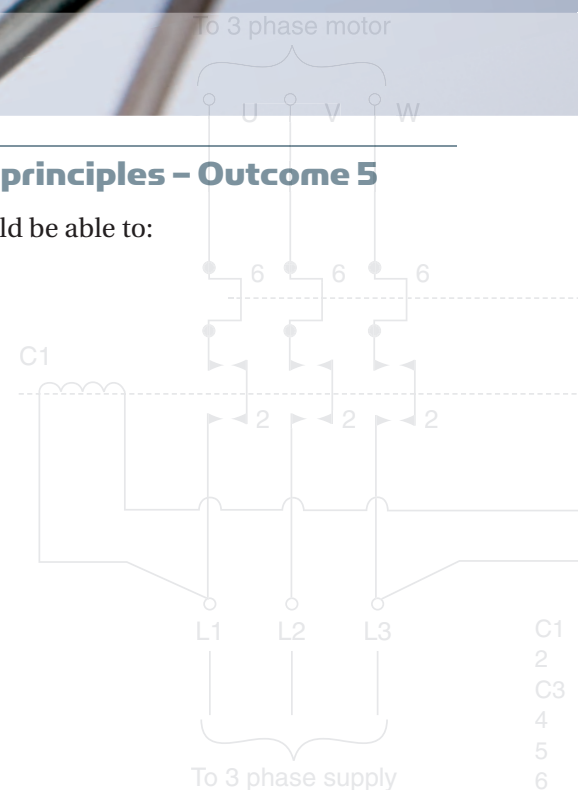 To 3 phase motor
U V W
principles – Outcome 5
ld be able to:
6 6 6
C1
2 2 2
L1 L2 L3
C1
2
C3
4
5
6
To 3 phase supply